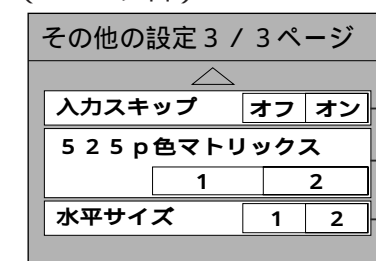 その他の設定３／３ページ
入力スキップ オフ オン
５２５ｐ色マトリックス
1 2
水平サイズ 1 2